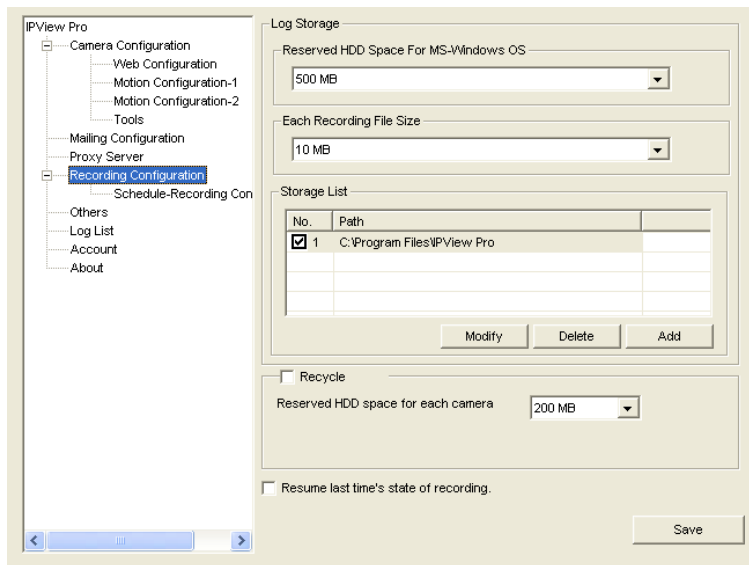 IPView Pro
Camera Configuration
Web Configuration
Motion Configuration-1
Motion Configuration-2
Tools
Mailing Configuration
Proxy Server
Recording Configuration
Schedule-Recording Con
Others
Log List
Account
About
Log Storage
Reserved HDD Space For MS-Windows OS
500 MB
Each Recording File Size
10 MB
Storage List
No. Path
1 C:\Program Files\IPView Pro
Modify Delete Add
Recycle
Reserved HDD space for each camera 200 MB
Resume last time's state of recording.
Save